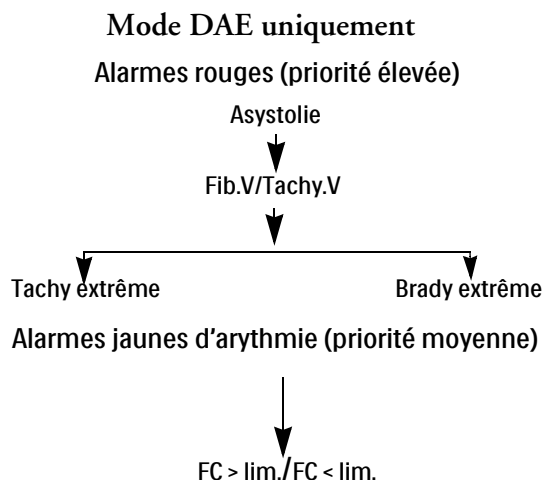 Mode DAE uniquement
Alarmes rouges (priorité élevée)
Asystolie
Fib.V/Tachy.V
Tachy extrême
Brady extrême
Alarmes jaunes d'arythmie (priorité moyenne)
FC > lim./FC < lim.